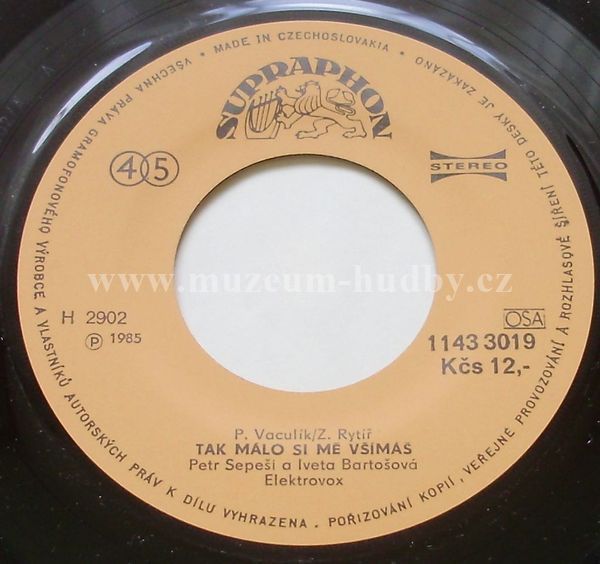 VŠECHNA PRÁVA GRAMOFONOVÉHO VÝROBCE A VLASTNÍKŮ AUTORSKÝCH PRÁV K DÍLU VYHRAZENA. POŘIZOVÁNÍ KOPIÍ, VEŘEJNÉ PROVOZOVÁNÍ A ROZHLASOVÉ ŠÍŘENÍ TÉTO DESKY JE ZAKÁZÁNO
• MADE IN CZECHOSLOVAKIA •
SUPRAPHON
45
STEREO
www.muzeum-hudby.cz
H 2902
Ⓟ 1985
OSA
1143 3019
Kčs 12,-
P. Vaculík/Z. Rytíř
TAK MÁLO SI MĚ VŠÍMÁŠ
Petr Sepeši a Iveta Bartošová
Elektrovox